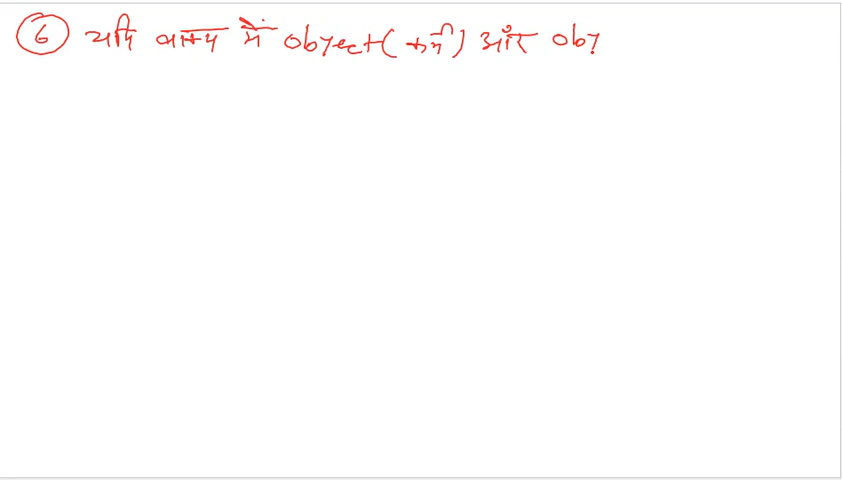 ⑥ यदि वाक्य में object (कर्म) और obj